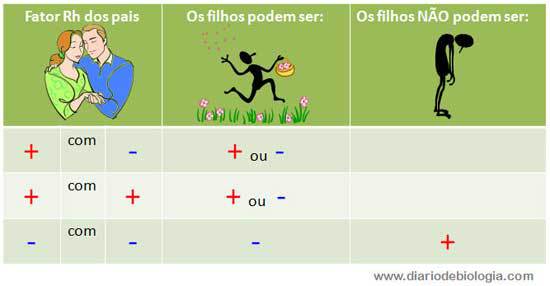 Fator Rh dos pais Os filhos podem ser: Os filhos NÃO podem ser:
+ com - + ou -
+ com + + ou -
- com - - +
www.diariodebiologia.com